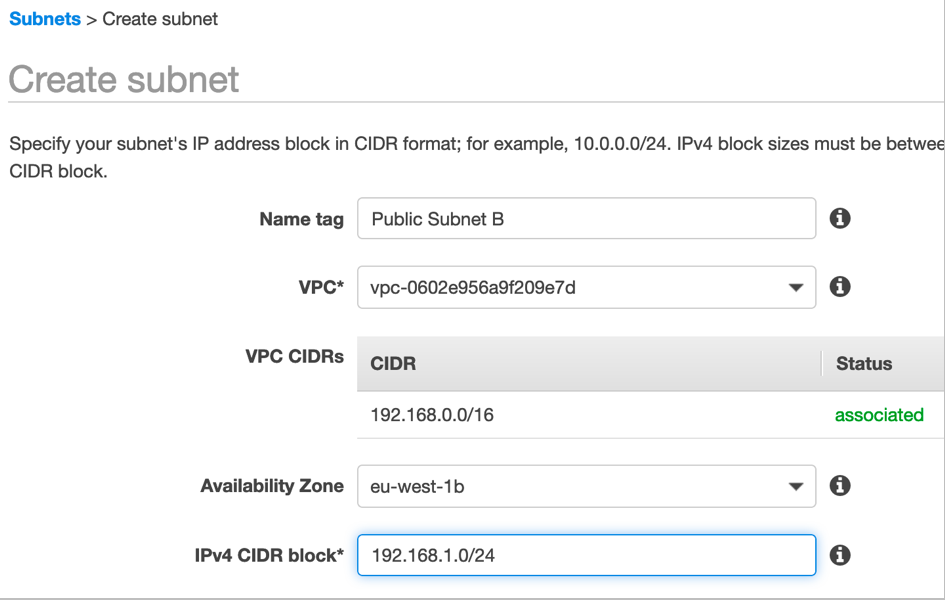 Subnets > Create subnet
Create subnet
Specify your subnet's IP address block in CIDR format; for example, 10.0.0.0/24. IPv4 block sizes must be betwee
CIDR block.
Name tag Public Subnet B
VPC* vpc-0602e956a9f209e7d
VPC CIDRs CIDR Status
192.168.0.0/16 associated
Availability Zone eu-west-1b
IPv4 CIDR block* 192.168.1.0/24